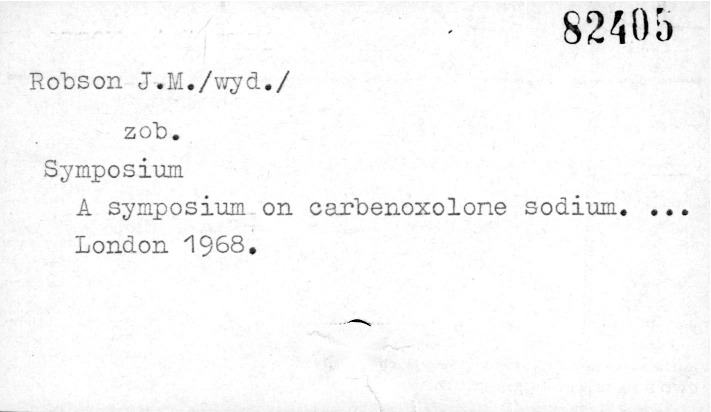 82405
Robson J.M./wyd./
zob.
Symposium
A symposium on carbenoxolone sodium. ...
London 1968.